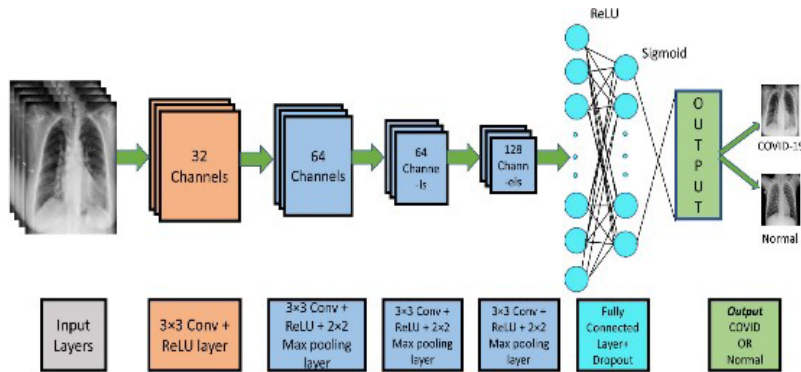 ReLU
Sigmoid
32
Channels
64
Channels
64
Channe
-ls
128
Chann
-els
O
U
T
P
U
T
COVID-19
Normal
Input
Layers
3×3 Conv +
ReLU layer
3×3 Conv +
ReLU + 2×2
Max pooling
layer
3×3 Conv +
ReLU + 2×2
Max pooling
layer
3×3 Conv +
ReLU + 2×2
Max pooling
layer
Fully
Connected
Layer+
Dropout
Output
COVID
OR
Normal